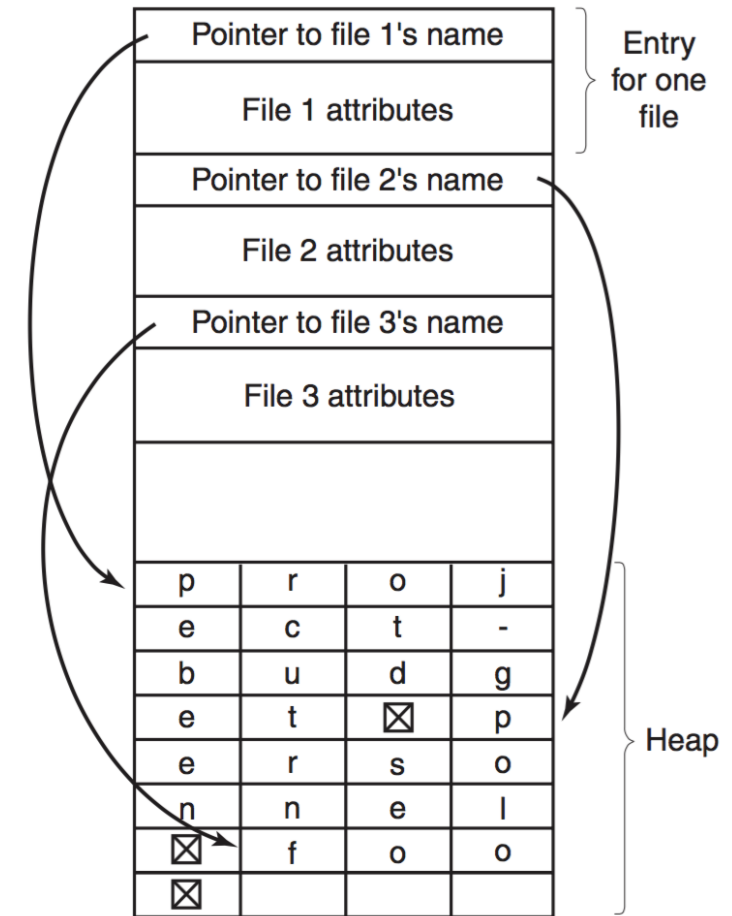 Pointer to file 1's name
Entry
for one
file
File 1 attributes
Pointer to file 2's name
File 2 attributes
Pointer to file 3's name
File 3 attributes
p r o j
e c t -
b u d g
e t ☒ p
e r s o
n n e l
☒ f o o
☒
Heap